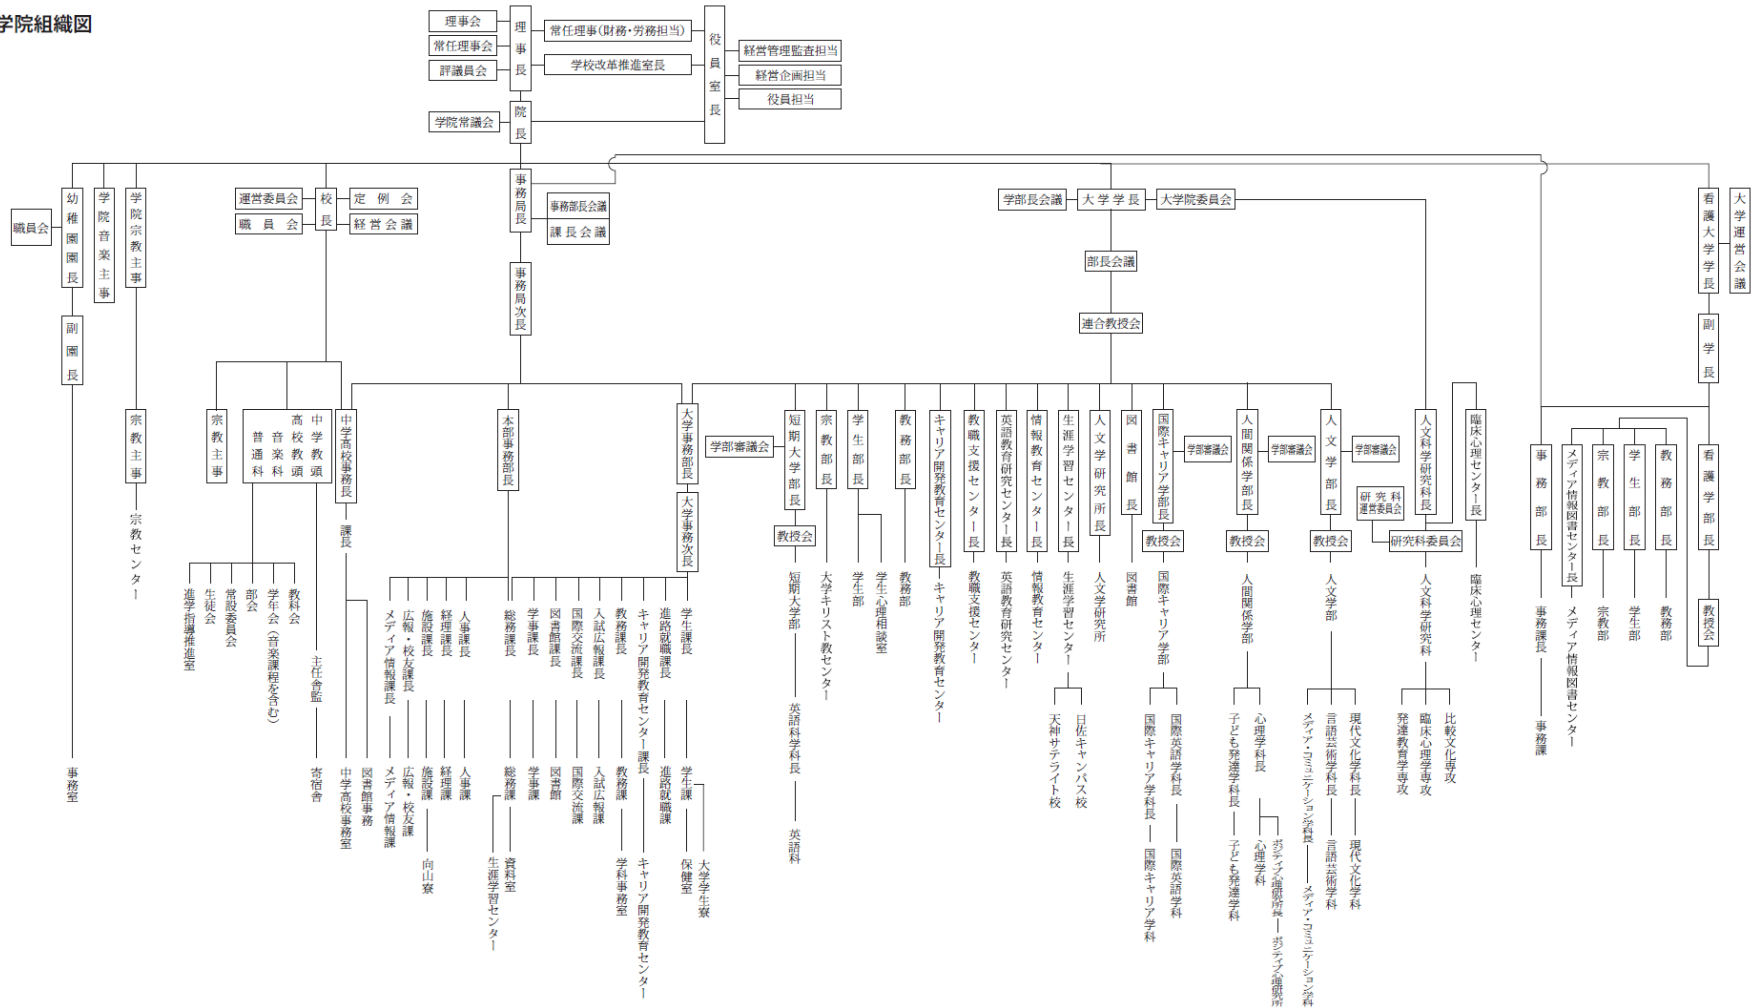 学院組織図
理事会
常任理事会
評議員会
学院常議会
理事長
院長
常任理事(財務・労務担当)
学校改革推進室長
役員室長
経営管理監査担当
経営企画担当
役員担当
職員会
幼稚園園長
副園長
事務室
学院音楽主事
学院宗教主事
宗教主事
宗教センター
運営委員会
職員会
校長
定例会
経営会議
宗教主事
中学教頭
高校教頭
音楽科
普通科
進学指導推進室
生徒会
常設委員会
部会
学年会(音楽課程を含む)
教科会
主任舎監
寄宿舎
中学高校事務長
課長
中学高校事務室
図書館事務
事務局長
事務部長会議
課長会議
事務局次長
本部事務部長
メディア情報課長
広報・校友課長
施設課長
経理課長
人事課長
総務課長
メディア情報課
広報・校友課
施設課
経理課
人事課
総務課
向山寮
生涯学習センター
資料室
大学事務部長
大学事務次長
学事課長
図書館課長
国際交流課長
入試広報課長
教務課長
キャリア開発教育センター課長
進路就職課長
学生課長
学事課
図書館
国際交流課
入試広報課
教務課
進路就職課
学生課
学科事務室
キャリア開発教育センター
保健室
大学学生寮
学部長会議
大学学長
大学院委員会
部長会議
連合教授会
学部審議会
短期大学部長
教授会
短期大学部
英語科学科長
英語科
宗教部長
大学キリスト教センター
学生部長
学生部
学生心理相談室
教務部長
教務部
キャリア開発教育センター長
キャリア開発教育センター
教職支援センター長
教職支援センター
英語教育研究センター長
英語教育研究センター
情報教育センター長
情報教育センター
生涯学習センター長
生涯学習センター
天神サテライト校
日佐キャンパス校
人文学研究所長
人文学研究所
図書館長
図書館
国際キャリア学部長
学部審議会
教授会
国際キャリア学部
国際キャリア学科長
国際英語学科長
国際キャリア学科
国際英語学科
人間関係学部長
学部審議会
教授会
人間関係学部
子ども発達学科長
心理学科長
子ども発達学科
心理学科
ポジティブ心理研究所長
ポジティブ心理研究所
人文学部長
学部審議会
教授会
人文学部
メディア・コミュニケーション学科長
言語芸術学科長
現代文化学科長
メディア・コミュニケーション学科
言語芸術学科
現代文化学科
人文科学研究科長
研究科
運営委員会
研究科委員会
人文科学研究科
発達教育学専攻
臨床心理学専攻
比較文化専攻
臨床心理センター長
臨床心理センター
看護大学学長
大学運営会議
副学長
事務部長
事務課長
事務課
メディア情報図書センター長
メディア情報図書センター
宗教部長
宗教部
学生部長
学生部
教務部長
教務部
看護学部長
教授会